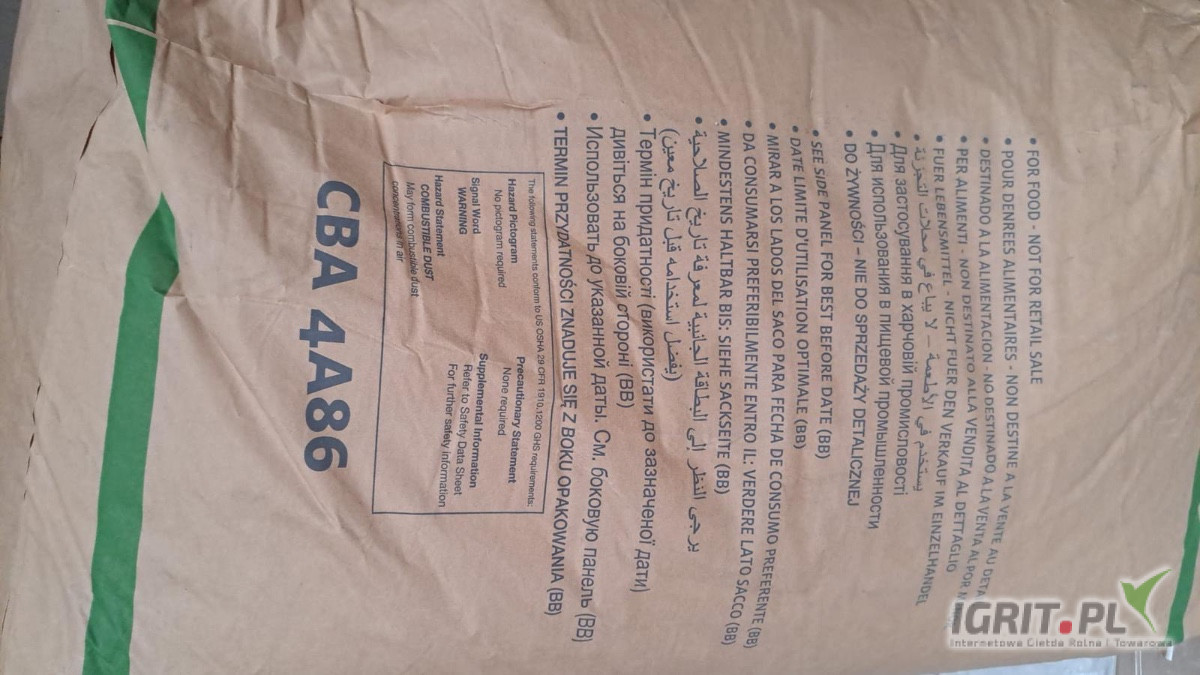 • FOR FOOD - NOT FOR RETAIL SALE
• POUR DENREES ALIMENTAIRES - NON DESTINE A LA VENTE AU DETA
• DESTINADO A LA ALIMENTACION - NO DESTINADO A LA VENTA AL POR M
• PER ALIMENTI - NON DESTINATO ALLA VENDITA AL DETTAGLIO
• FUER LEBENSMITTEL - NICHT FUER DEN VERKAUF IM EINZELHANDEL
• يستخدم في الأطعمة – لا يباع في محلات التجزئة
• Для застосування в харчовій промисловості
• Для использования в пищевой промышленности
• DO ŻYWNOŚCI – NIE DO SPRZEDAŻY DETALICZNEJ
• SEE SIDE PANEL FOR BEST BEFORE DATE (BB)
• DATE LIMITE D'UTILISATION OPTIMALE (BB)
• MIRAR A LOS LADOS DEL SACO PARA FECHA DE CONSUMO PREFERENTE (BB)
• DA CONSUMARSI PREFERIBILMENTE ENTRO IL: VERDERE LATO SACCO (BB)
• MINDESTENS HALTBAR BIS: SIEHE SACKSEITE (BB)
• يرجى النظر إلى البطاقة الجانبية لمعرفة تاريخ الصلاحية
(يفضل استخدامه قبل تاريخ معين)
• Термін придатності (використати до зазначеної дати)
дивіться на боковій стороні (BB)
• Использовать до указанной даты. См. боковую панель (BB)
• TERMIN PRZYDATNOŚCI ZNADUJE SIĘ Z BOKU OPAKOWANIA (BB)
The following statements conform to US OSHA 29 CFR 1910.1200 GHS requirements:
Hazard Pictogram
No pictogram required
Signal Word
WARNING
Hazard Statement
COMBUSTIBLE DUST
May form combustible dust
concentrations in air
Precautionary Statement
None required
Supplemental Information
Refer to Safety Data Sheet
For further safety information
CBA 4A86
IGRIT.PL
Internetowa Giełda Rolna i Towarowa